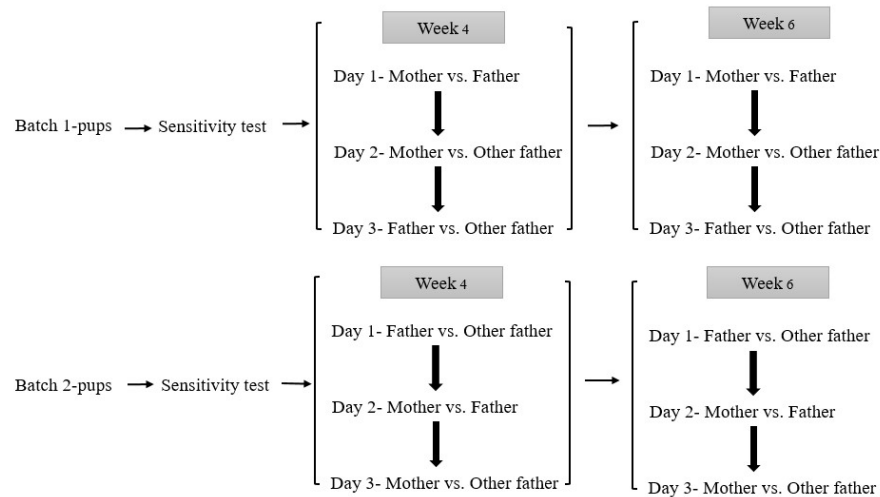 Week 4
Week 6
Day 1- Mother vs. Father
Day 1- Mother vs. Father
Batch 1-pups
Sensitivity test
Day 2- Mother vs. Other father
Day 2- Mother vs. Other father
Day 3- Father vs. Other father
Day 3- Father vs. Other father
Week 4
Week 6
Day 1- Father vs. Other father
Day 1- Father vs. Other father
Batch 2-pups
Sensitivity test
Day 2- Mother vs. Father
Day 2- Mother vs. Father
Day 3- Mother vs. Other father
Day 3- Mother vs. Other father